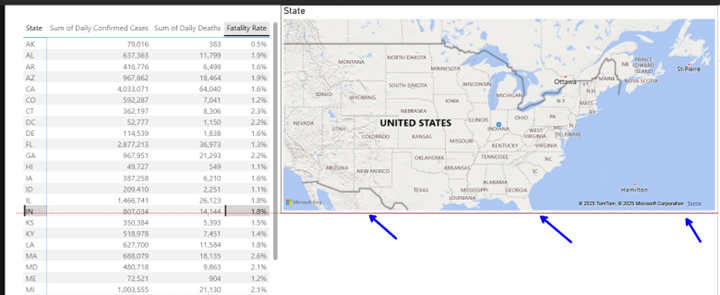 State Sum of Daily Confirmed Cases Sum of Daily Deaths Fatality Rate
AK 79,016 383 0.5%
AL 637,363 11,799 1.9%
AR 416,776 6,498 1.6%
AZ 967,862 18,464 1.9%
CA 4,033,071 64,040 1.6%
CO 592,287 7,041 1.2%
CT 362,197 8,306 2.3%
DC 52,777 1,150 2.2%
DE 114,539 1,838 1.6%
FL 2,877,213 36,973 1.3%
GA 967,951 21,293 2.2%
HI 49,727 549 1.1%
IA 387,258 6,210 1.6%
ID 209,410 2,251 1.1%
IL 1,466,741 26,123 1.8%
IN 807,034 14,144 1.8%
KS 350,384 5,393 1.5%
KY 518,978 7,451 1.4%
LA 627,700 11,584 1.8%
MA 688,079 18,135 2.6%
MD 480,718 9,863 2.1%
ME 72,521 904 1.2%
MI 1,003,555 21,130 2.1%
State
MONTANA
NORTH DAKOTA
MINNESOTA
SOUTH DAKOTA
WISCONSIN
MICHIGAN
IDAHO
WYOMING
NEBRASKA
IOWA
NEVADA
UTAH
COLORADO
UNITED STATES
KANSAS
MISSOURI
ILLINOIS
INDIANA
OHIO
WEST
VIRGINIA
KENTUCKY
VIRGINIA
ARIZONA
NEW MEXICO
OKLAHOMA
ARKANSAS
TENNESSEE
NC
SC
TEXAS
LOUISIANA
MISSISSIPPI
ALABAMA
GEORGIA
Ottawa
NY
PA
MASS
RI
NJ
MD
DELAWARE
MAINE
NB
PRINCE
EDWARD
ISLAND
NOVA SCOTIA
St-Pierre
Hamilton
Microsoft Bing
© 2025 TomTom, © 2025 Microsoft Corporation Terms